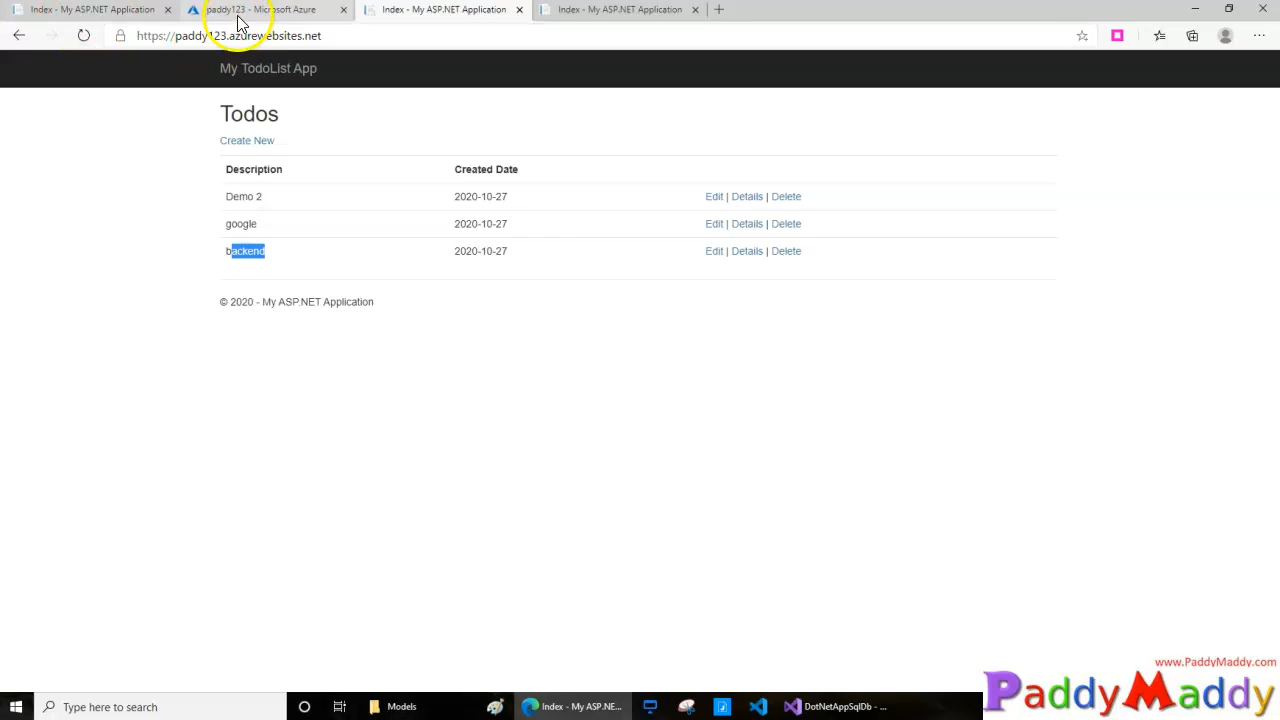 Index - My ASP.NET Application
paddy123 - Microsoft Azure
Index - My ASP.NET Application
Index - My ASP.NET Application
https://paddy123.azurewebsites.net
My TodoList App
Todos
Create New
Description Created Date
Demo 2 2020-10-27 Edit | Details | Delete
google 2020-10-27 Edit | Details | Delete
backend 2020-10-27 Edit | Details | Delete
© 2020 - My ASP.NET Application
www.PaddyMaddy.com
PaddyMaddy
Type here to search
Models
Index - My ASP.NE...
DotNetAppSqlDb - ...